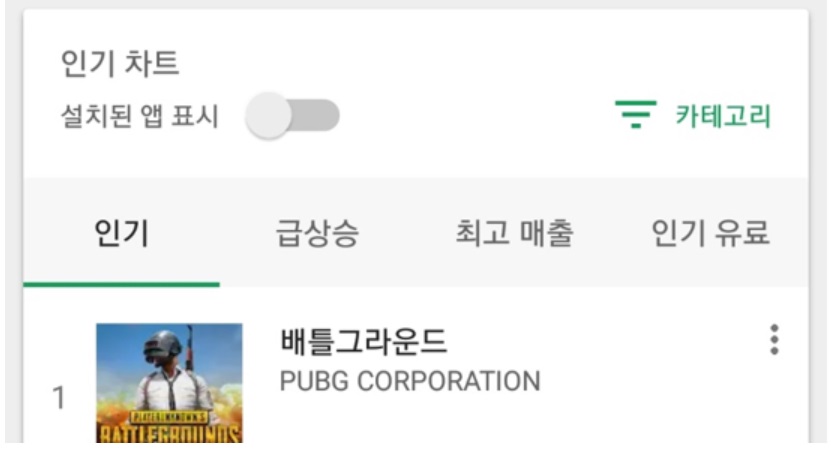 인기 차트
설치된 앱 표시
카테고리
인기 급상승 최고 매출 인기 유료
배틀그라운드
1
PUBG CORPORATION
PLAYERUNKNOWN'S
BATTLEGROUNDS